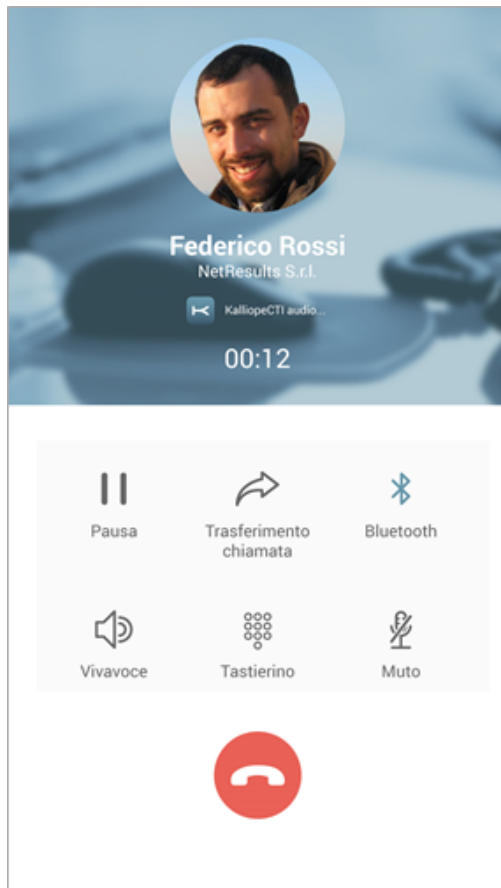 Federico Rossi
NetResults S.r.l.
KalliopeCTI audio...
00:12
Pausa
Trasferimento
chiamata
Bluetooth
Vivavoce
Tastierino
Muto